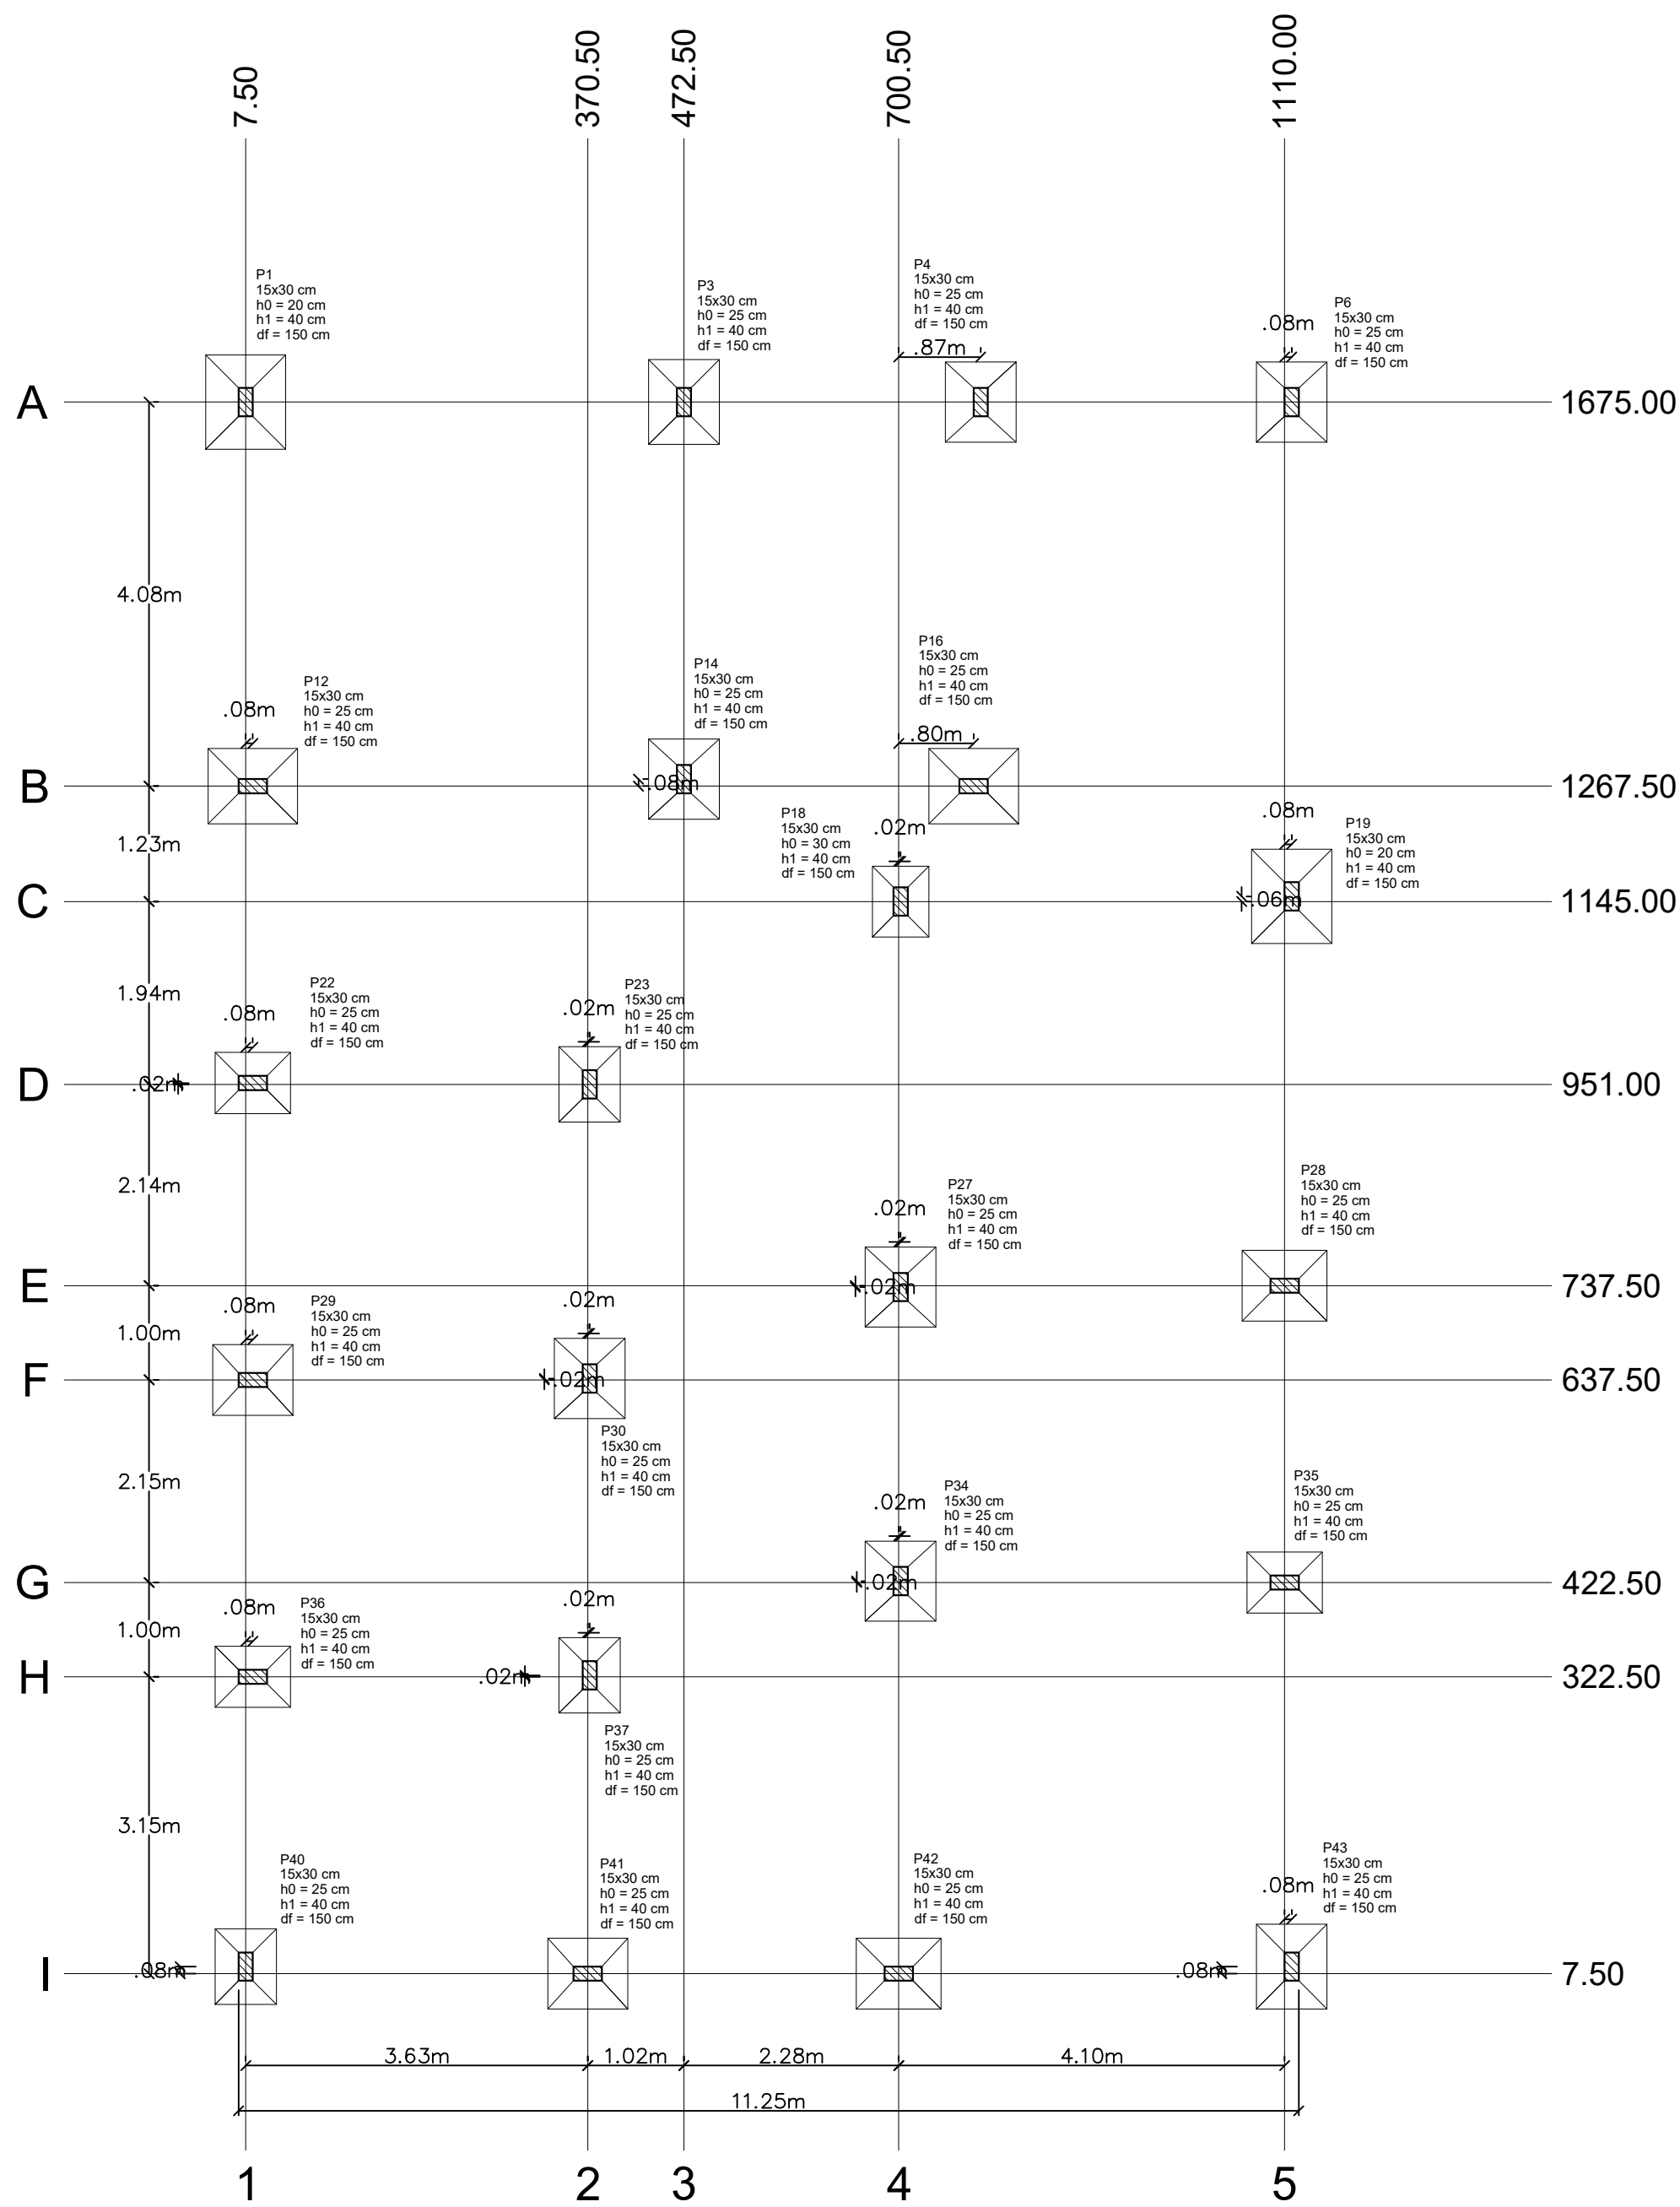 7.50
370.50
472.50
700.50
1110.00
P1
15x30 cm
h0 = 20 cm
h1 = 40 cm
df = 150 cm
P3
15x30 cm
h0 = 25 cm
h1 = 40 cm
df = 150 cm
P4
15x30 cm
h0 = 25 cm
h1 = 40 cm
df = 150 cm
.87m
.08m
P6
15x30 cm
h0 = 25 cm
h1 = 40 cm
df = 150 cm
A
1675.00
4.08m
P12
15x30 cm
h0 = 25 cm
h1 = 40 cm
df = 150 cm
.08m
P14
15x30 cm
h0 = 25 cm
h1 = 40 cm
df = 150 cm
.08m
P16
15x30 cm
h0 = 25 cm
h1 = 40 cm
df = 150 cm
.80m
B
1267.50
1.23m
P18
15x30 cm
h0 = 30 cm
h1 = 40 cm
df = 150 cm
.02m
.08m
P19
15x30 cm
h0 = 20 cm
h1 = 40 cm
df = 150 cm
.06m
C
1145.00
1.94m
.08m
P22
15x30 cm
h0 = 25 cm
h1 = 40 cm
df = 150 cm
.02m
P23
15x30 cm
h0 = 25 cm
h1 = 40 cm
df = 150 cm
D
.02m
951.00
2.14m
.02m
P27
15x30 cm
h0 = 25 cm
h1 = 40 cm
df = 150 cm
P28
15x30 cm
h0 = 25 cm
h1 = 40 cm
df = 150 cm
E
.02m
737.50
1.00m
.08m
P29
15x30 cm
h0 = 25 cm
h1 = 40 cm
df = 150 cm
.02m
F
.02m
637.50
P30
15x30 cm
h0 = 25 cm
h1 = 40 cm
df = 150 cm
2.15m
.02m
P34
15x30 cm
h0 = 25 cm
h1 = 40 cm
df = 150 cm
P35
15x30 cm
h0 = 25 cm
h1 = 40 cm
df = 150 cm
G
.02m
422.50
1.00m
.08m
P36
15x30 cm
h0 = 25 cm
h1 = 40 cm
df = 150 cm
.02m
H
.02m
322.50
P37
15x30 cm
h0 = 25 cm
h1 = 40 cm
df = 150 cm
3.15m
P40
15x30 cm
h0 = 25 cm
h1 = 40 cm
df = 150 cm
P41
15x30 cm
h0 = 25 cm
h1 = 40 cm
df = 150 cm
P42
15x30 cm
h0 = 25 cm
h1 = 40 cm
df = 150 cm
.08m
P43
15x30 cm
h0 = 25 cm
h1 = 40 cm
df = 150 cm
I
.08m
.08m
7.50
3.63m
1.02m
2.28m
4.10m
11.25m
1
2
3
4
5